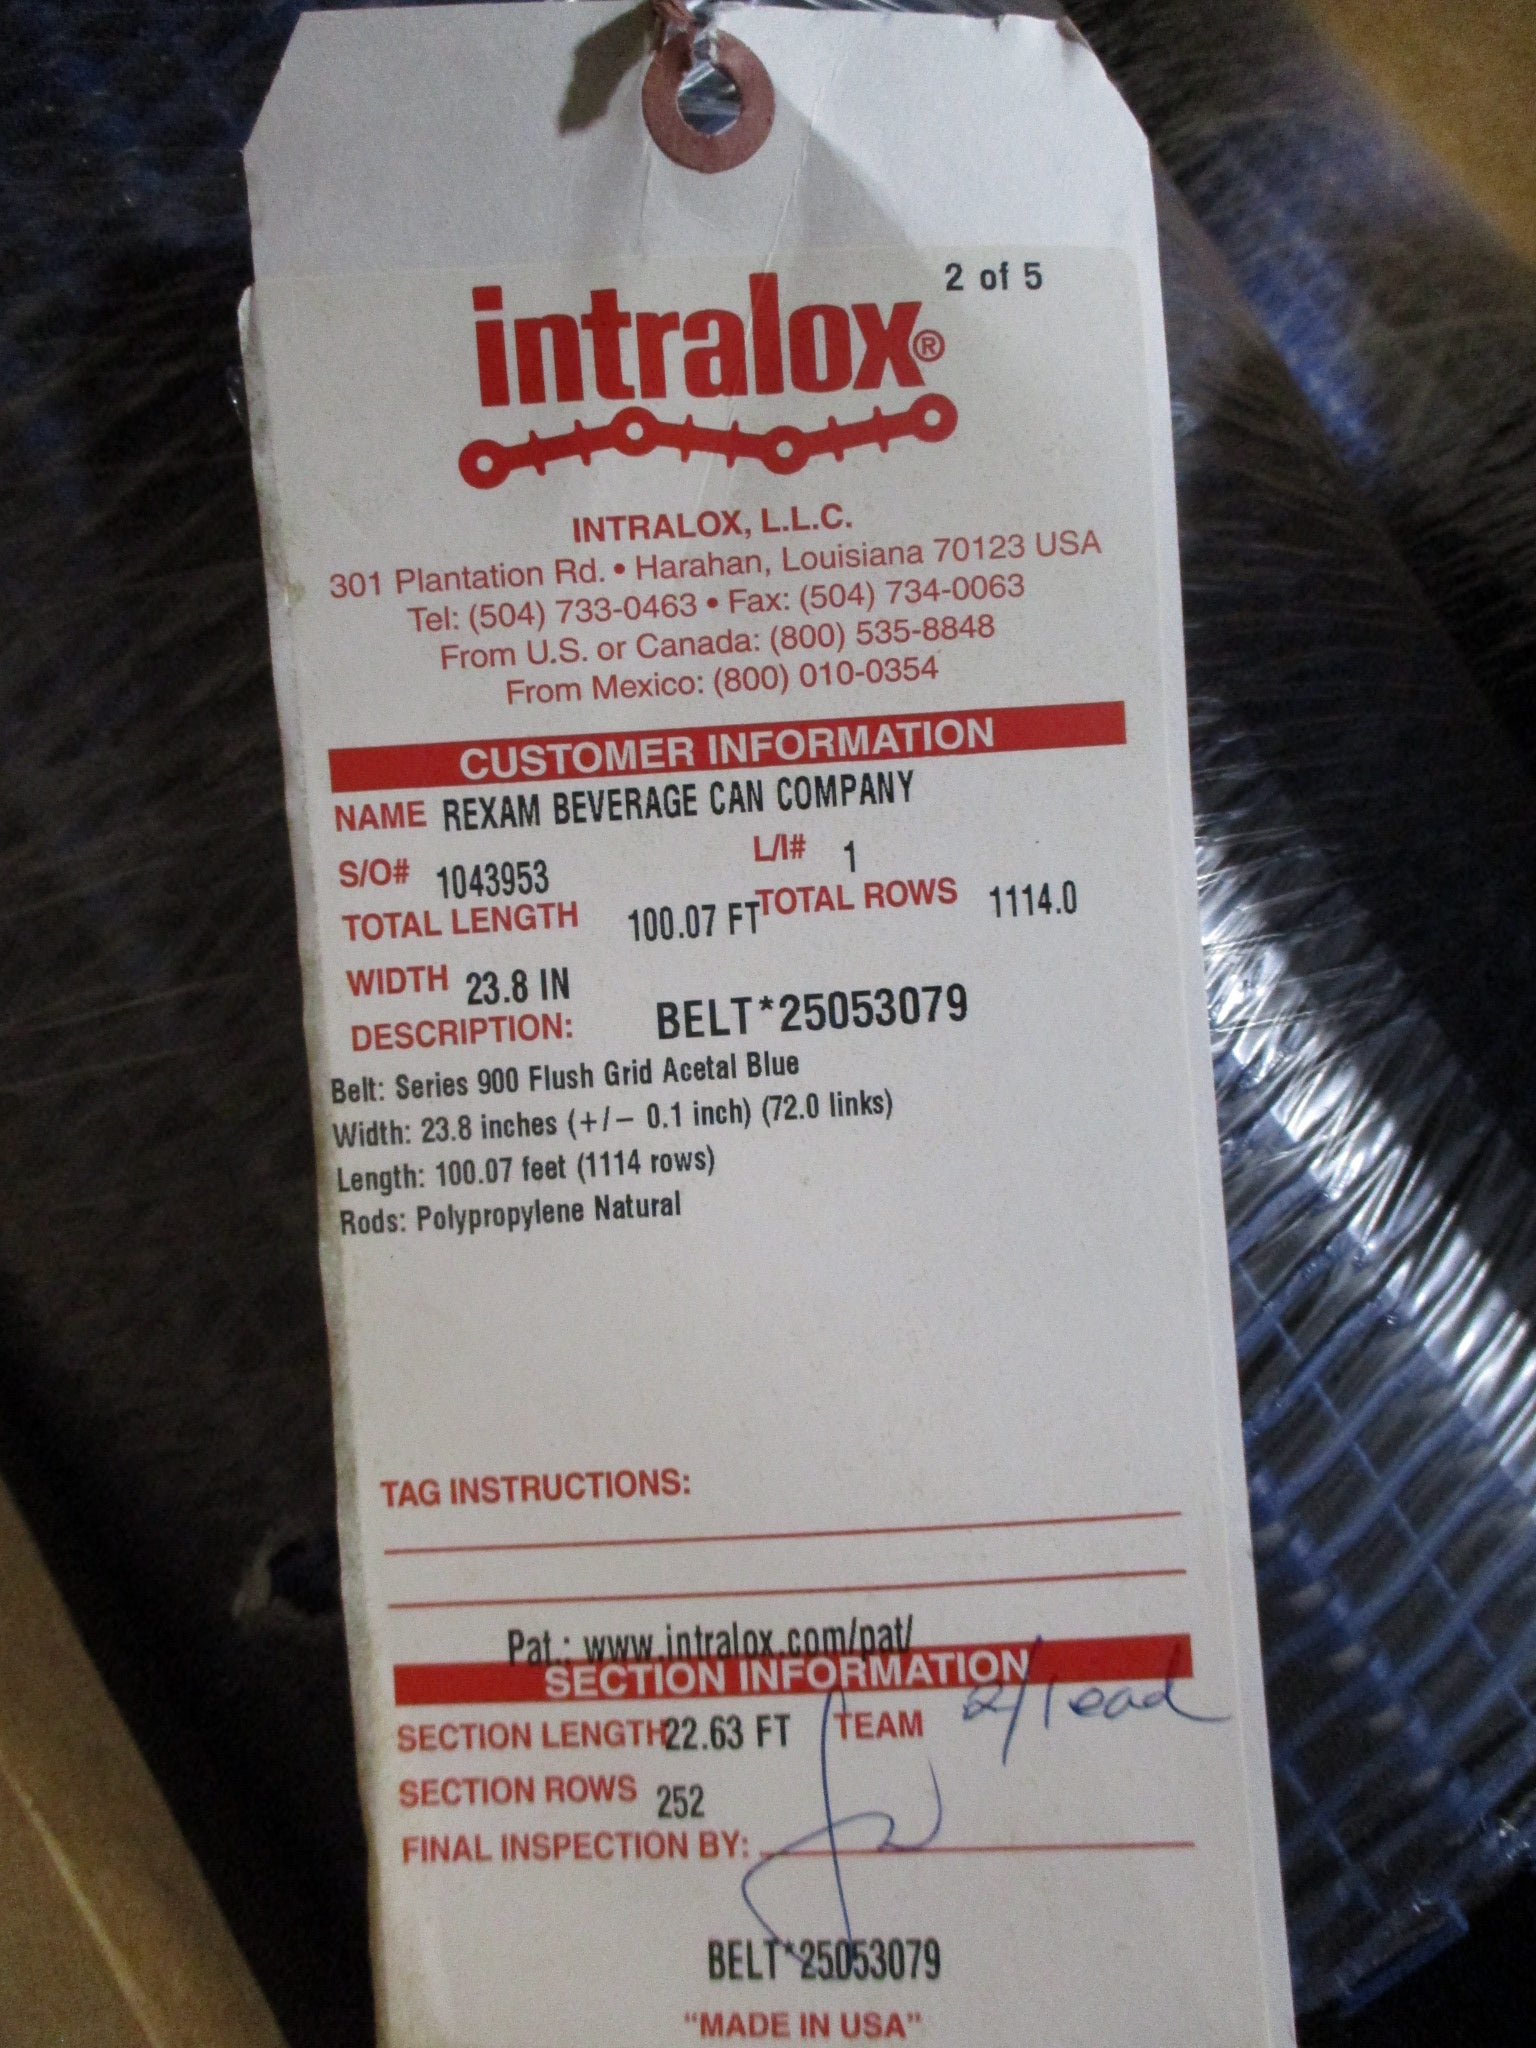 2 of 5
intralox®
INTRALOX, L.L.C.
301 Plantation Rd. • Harahan, Louisiana 70123 USA
Tel: (504) 733-0463 • Fax: (504) 734-0063
From U.S. or Canada: (800) 535-8848
From Mexico: (800) 010-0354
CUSTOMER INFORMATION
NAME REXAM BEVERAGE CAN COMPANY
S/O# 1043953 L/I# 1
TOTAL LENGTH 100.07 FT TOTAL ROWS 1114.0
WIDTH 23.8 IN
DESCRIPTION: BELT*25053079
Belt: Series 900 Flush Grid Acetal Blue
Width: 23.8 inches (+/- 0.1 inch) (72.0 links)
Length: 100.07 feet (1114 rows)
Rods: Polypropylene Natural
TAG INSTRUCTIONS:
Pat.: www.intralox.com/pat/
SECTION INFORMATION
SECTION LENGTH 22.63 FT TEAM
SECTION ROWS 252
FINAL INSPECTION BY:
BELT*25053079
"MADE IN USA"